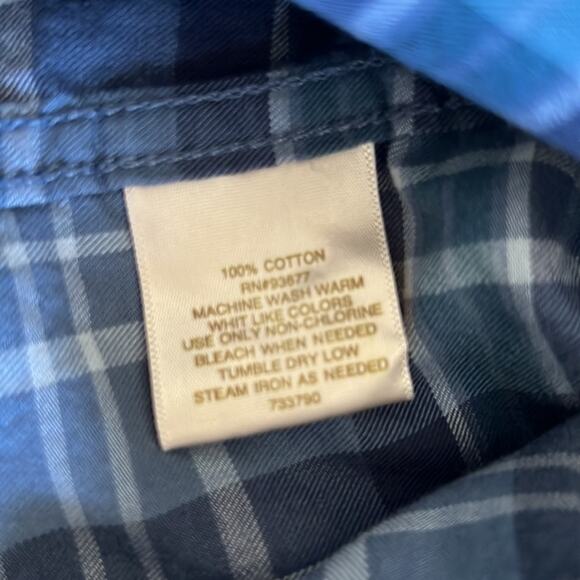 100% COTTON
RN#93677
MACHINE WASH WARM
WHIT LIKE COLORS
USE ONLY NON-CHLORINE
BLEACH WHEN NEEDED
TUMBLE DRY LOW
STEAM IRON AS NEEDED
733790